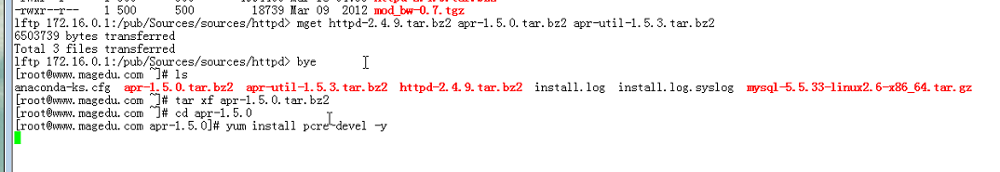 -rwxr--r--   1 500      500         18739 Mar 09  2012 mod_bw-0.7.tgz
lftp 172.16.0.1:/pub/Sources/sources/httpd> mget httpd-2.4.9.tar.bz2 apr-1.5.0.tar.bz2 apr-util-1.5.3.tar.bz2
6503739 bytes transferred
Total 3 files transferred
lftp 172.16.0.1:/pub/Sources/sources/httpd> bye
[root@www.magedu.com ~]# ls
anaconda-ks.cfg  apr-1.5.0.tar.bz2  apr-util-1.5.3.tar.bz2  httpd-2.4.9.tar.bz2  install.log  install.log.syslog  mysql-5.5.33-linux2.6-x86_64.tar.gz
[root@www.magedu.com ~]# tar xf apr-1.5.0.tar.bz2
[root@www.magedu.com ~]# cd apr-1.5.0
[root@www.magedu.com apr-1.5.0]# yum install pcre-devel -y